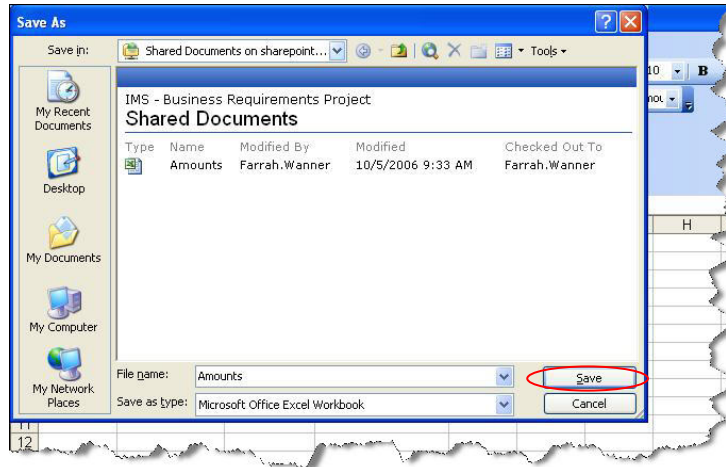 Save As
Save in: Shared Documents on sharepoint... Tools
10 B
My Recent Documents
Desktop
My Documents
My Computer
My Network Places
IMS - Business Requirements Project
Shared Documents
Type Name Modified By Modified Checked Out To
Amounts Farrah.Wanner 10/5/2006 9:33 AM Farrah.Wanner
H
File name: Amounts Save
Save as type: Microsoft Office Excel Workbook Cancel
12